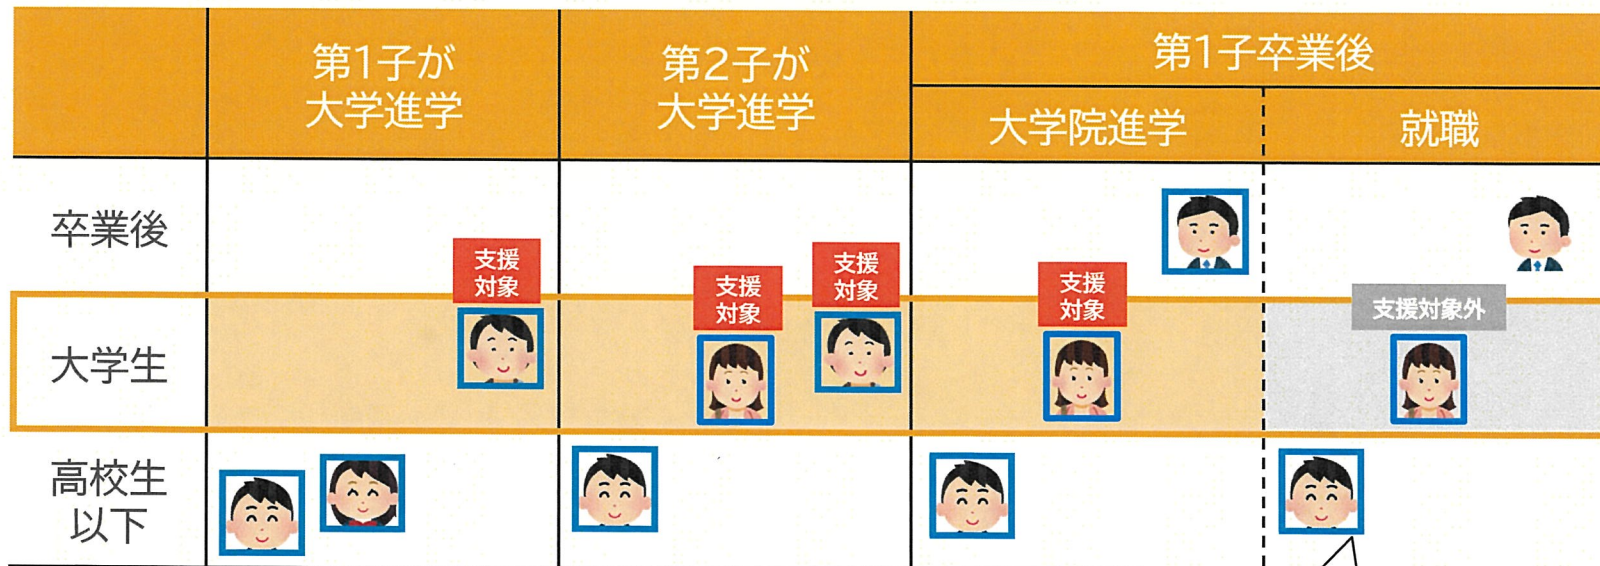 第1子が
大学進学
第2子が
大学進学
第1子卒業後
大学院進学
就職
卒業後
支援
対象
支援
対象
支援
対象
支援
対象
支援対象外
大学生
高校生
以下